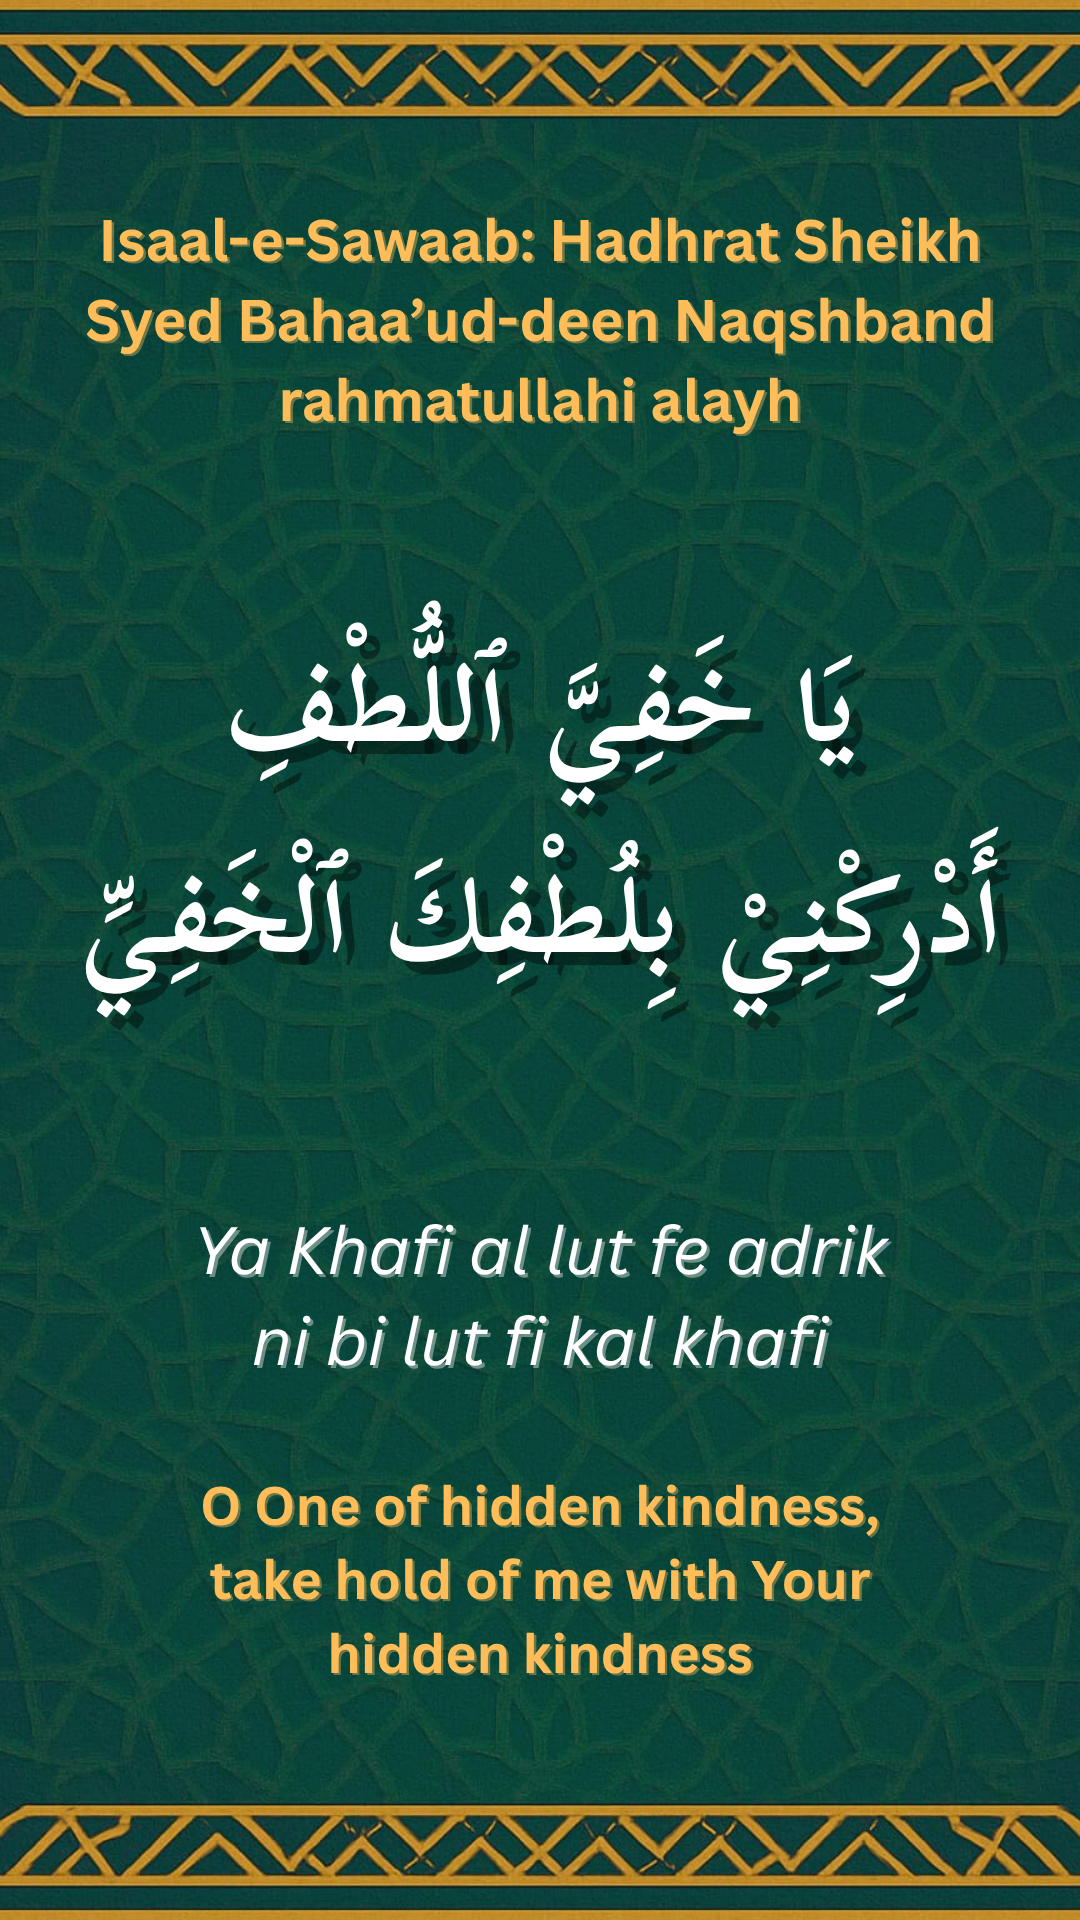 Isaal-e-Sawaab: Hadhrat Sheikh
Syed Bahaa’ud-deen Naqshband
rahmatullahi alayh
يَا خَفِيَّ ٱللُّطْفِ
أَدْرِكْنِيْ بِلُطْفِكَ ٱلْخَفِيِّ
Ya Khafi al lut fe adrik
ni bi lut fi kal khafi
O One of hidden kindness,
take hold of me with Your
hidden kindness